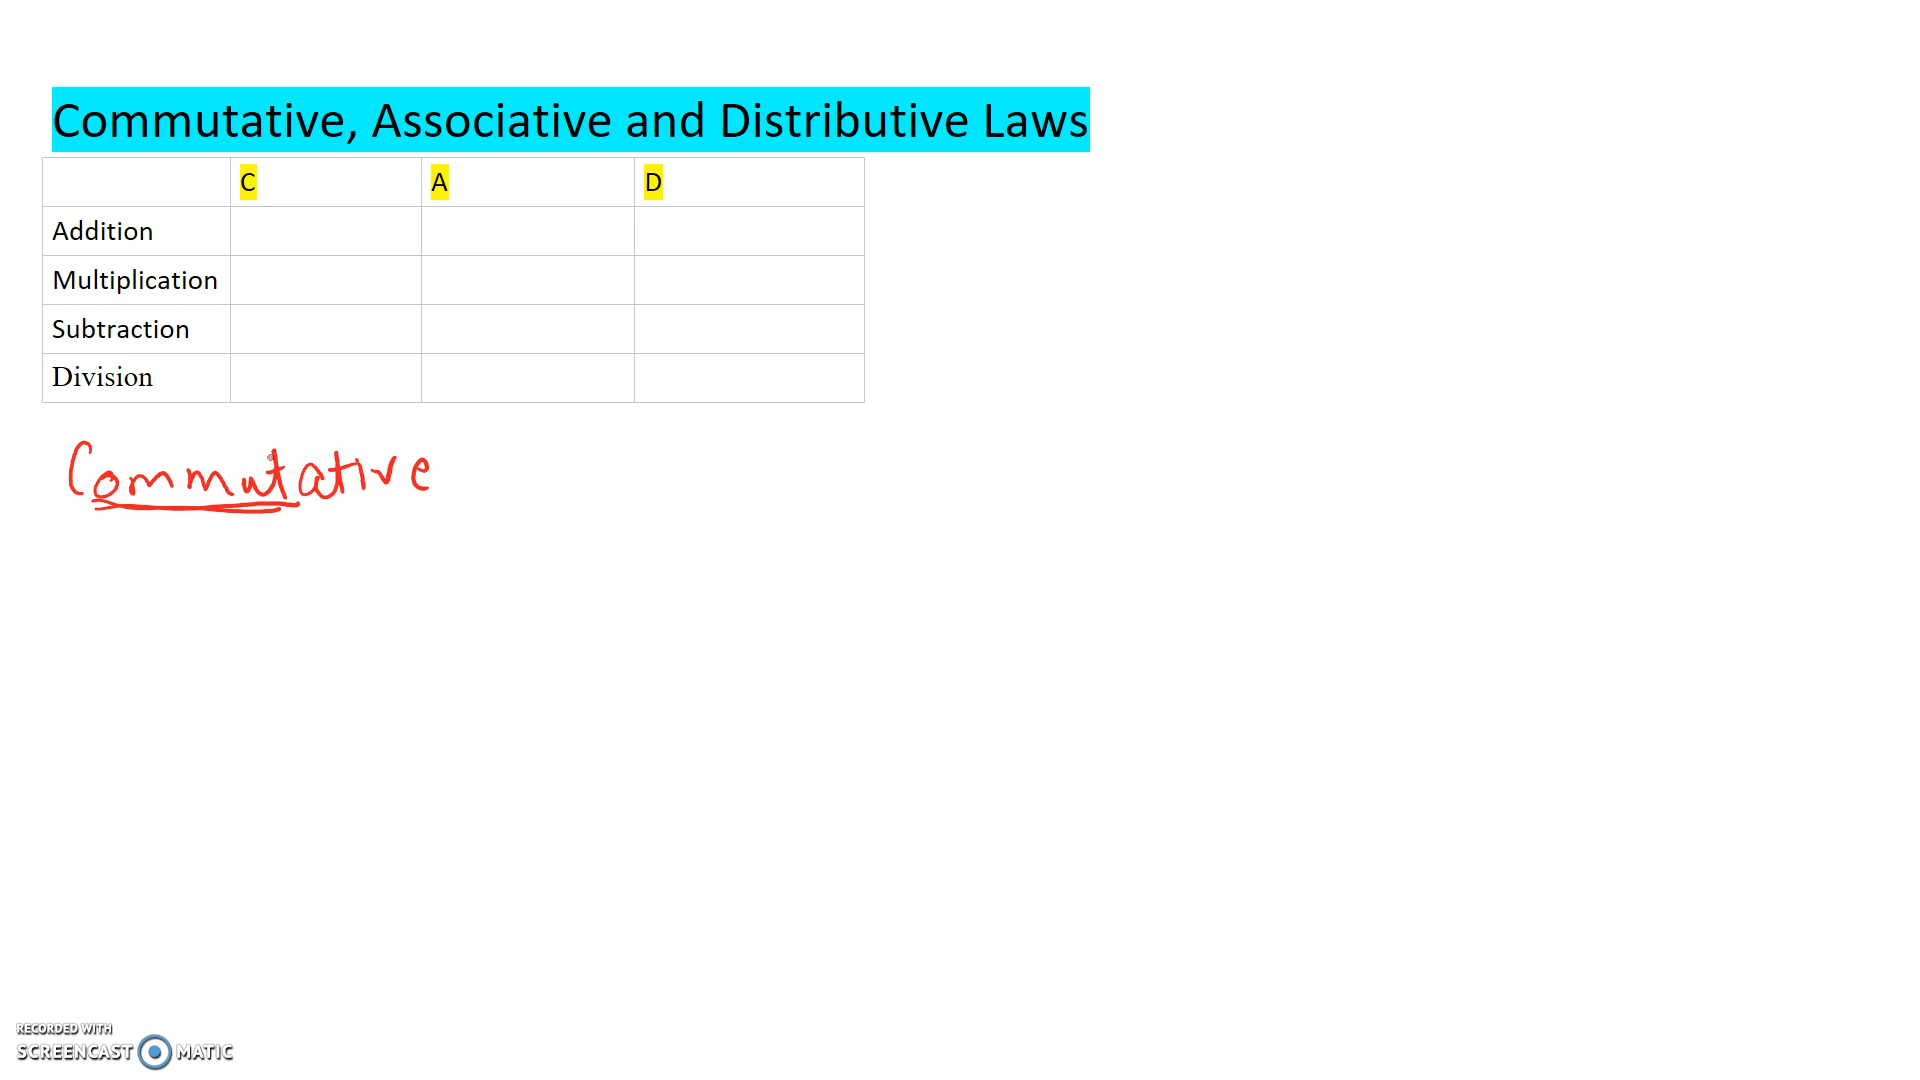 Commutative, Associative and Distributive Laws
C A D
Addition
Multiplication
Subtraction
Division
Commutative
RECORDED WITH
SCREENCAST MATIC